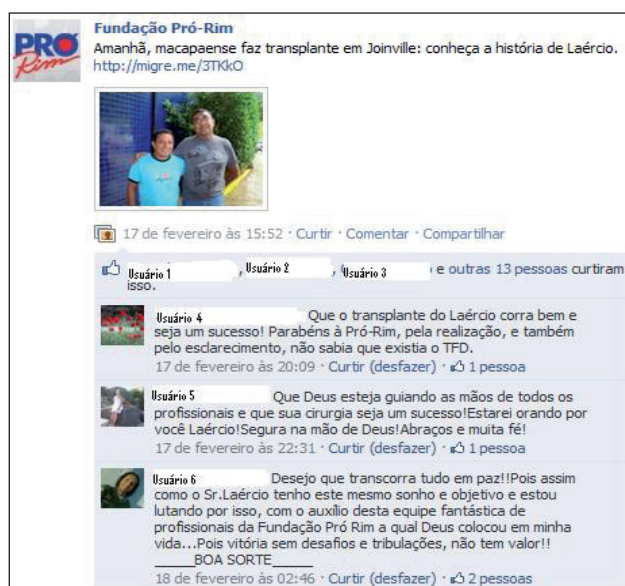 PRÓ
Rim
Fundação Pró-Rim
Amanhã, macapaense faz transplante em Joinville: conheça a história de Laércio.
http://migre.me/3TKkO
17 de fevereiro às 15:52 · Curtir · Comentar · Compartilhar
Usuário 1 , Usuário 2 , Usuário 3 e outras 13 pessoas curtiram
isso.
Usuário 4 Que o transplante do Laércio corra bem e
seja um sucesso! Parabéns à Pró-Rim, pela realização, e também
pelo esclarecimento, não sabia que existia o TFD.
17 de fevereiro às 20:09 · Curtir (desfazer) · 1 pessoa
Usuário 5 Que Deus esteja guiando as mãos de todos os
profissionais e que sua cirurgia seja um sucesso!Estarei orando por
você Laércio!Segura na mão de Deus!Abraços e muita fé!
17 de fevereiro às 22:31 · Curtir (desfazer) · 1 pessoa
Usuário 6 Desejo que transcorra tudo em paz!!Pois assim
como o Sr.Laércio tenho este mesmo sonho e objetivo e estou
lutando por isso, com o auxílio desta equipe fantástica de
profissionais da Fundação Pró Rim a qual Deus colocou em minha
vida...Pois vitória sem desafios e tribulações, não tem valor!!
_____BOA SORTE_____
18 de fevereiro às 02:46 · Curtir (desfazer) · 2 pessoas